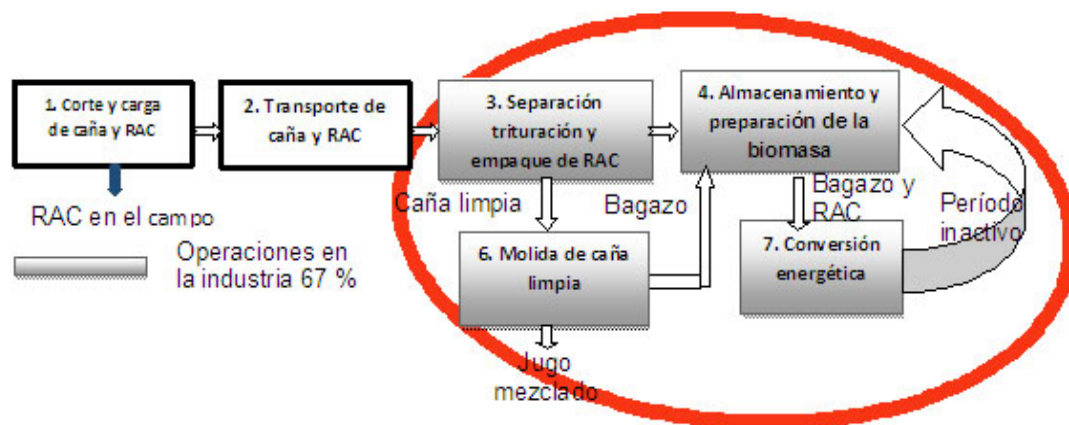 1. Corte y carga
de caña y RAC
2. Transporte de
caña y RAC
3. Separación
trituración y
empaque de RAC
4. Almacenamiento y
preparación de la
biomasa
RAC en el campo
Caña limpia
Bagazo
Bagazo y
RAC
Período
inactivo
Operaciones en
la industria 67 %
6. Molida de caña
limpia
7. Conversión
energética
Jugo
mezclado